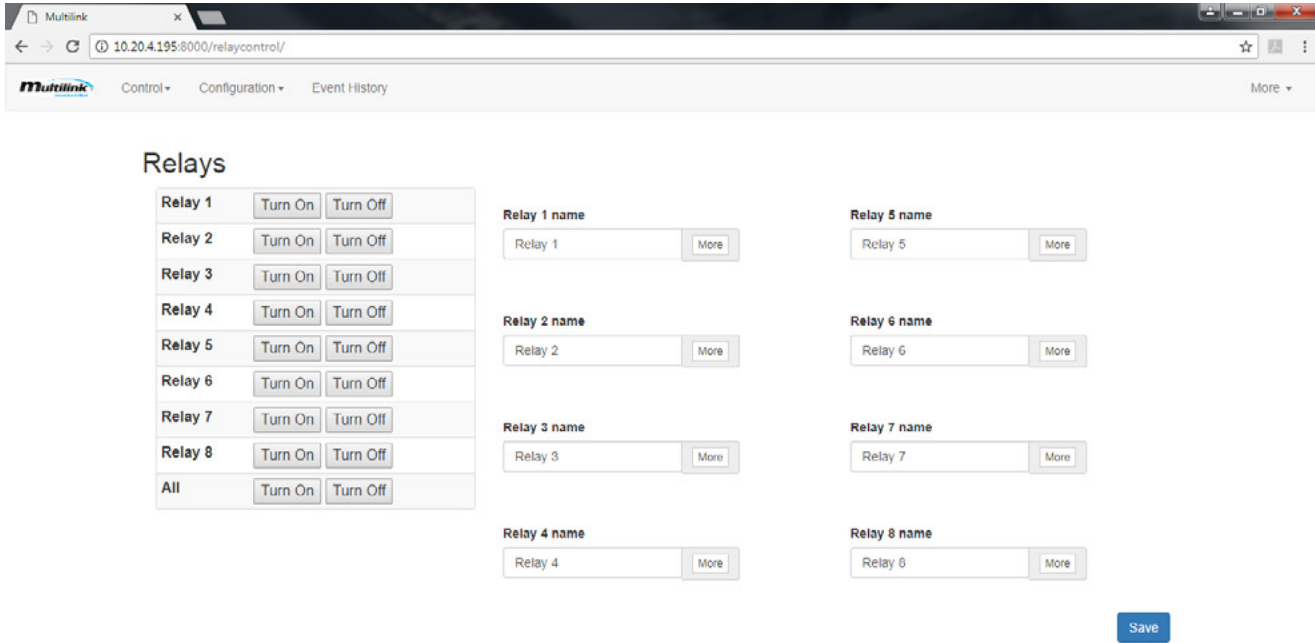 Multilink
10.20.4.195:8000/relaycontrol/
Multilink Control Configuration Event History More
Relays
Relay 1 Turn On Turn Off
Relay 2 Turn On Turn Off
Relay 3 Turn On Turn Off
Relay 4 Turn On Turn Off
Relay 5 Turn On Turn Off
Relay 6 Turn On Turn Off
Relay 7 Turn On Turn Off
Relay 8 Turn On Turn Off
All Turn On Turn Off
Relay 1 name
Relay 1 More
Relay 2 name
Relay 2 More
Relay 3 name
Relay 3 More
Relay 4 name
Relay 4 More
Relay 5 name
Relay 5 More
Relay 6 name
Relay 6 More
Relay 7 name
Relay 7 More
Relay 8 name
Relay 8 More
Save